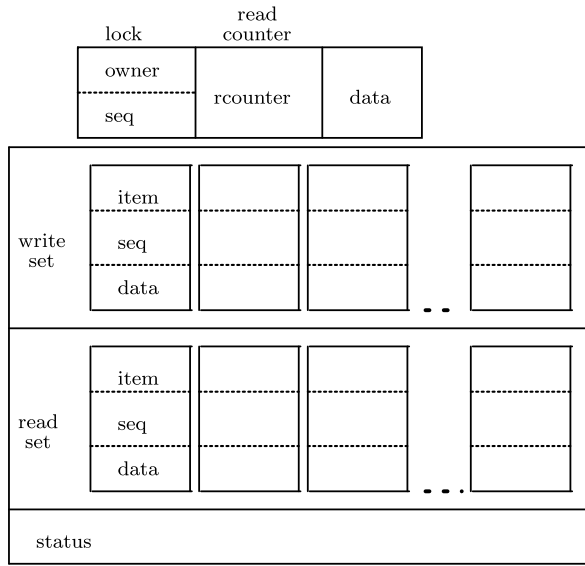 read
lock counter
owner
rcounter data
seq
item
write
set
seq
data
item
read
set
seq
data
status